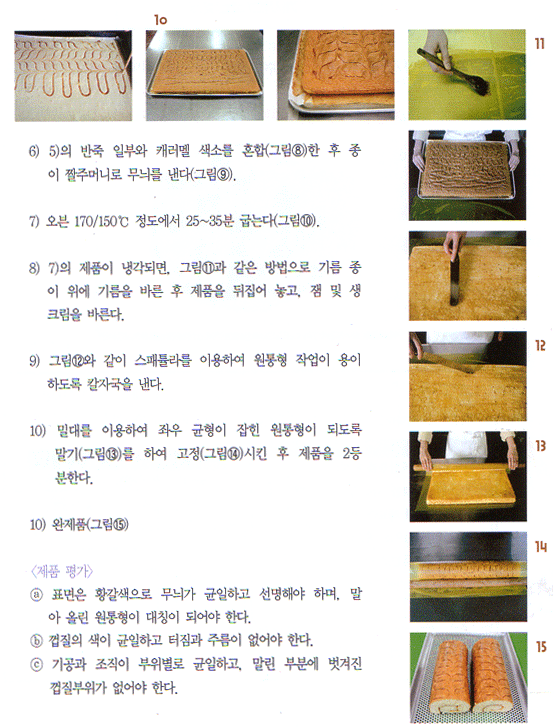 10
11
6) 5)의 반죽 일부와 캐러멜 색소를 혼합(그림⑧)한 후 종
이 짤주머니로 무늬를 낸다(그림⑨).
7) 오븐 170/150℃ 정도에서 25~35분 굽는다(그림⑩).
8) 7)의 제품이 냉각되면, 그림⑪과 같은 방법으로 기름 종
이 위에 기름을 바른 후 제품을 뒤집어 놓고, 잼 및 생
크림을 바른다.
12
9) 그림⑫와 같이 스패튤라를 이용하여 원통형 작업이 용이
하도록 칼자국을 낸다.
10) 밀대를 이용하여 좌우 균형이 잡힌 원통형이 되도록
말기(그림⑬)를 하여 고정(그림⑭)시킨 후 제품을 2등
분한다.
13
10) 완제품(그림⑮)
14
<제품 평가>
ⓐ 표면은 황갈색으로 무늬가 균일하고 선명해야 하며, 말
아 올린 원통형이 대칭이 되어야 한다.
ⓑ 껍질의 색이 균일하고 터짐과 주름이 없어야 한다.
ⓒ 기공과 조직이 부위별로 균일하고, 말린 부분에 벗겨진
껍질부위가 없어야 한다.
15